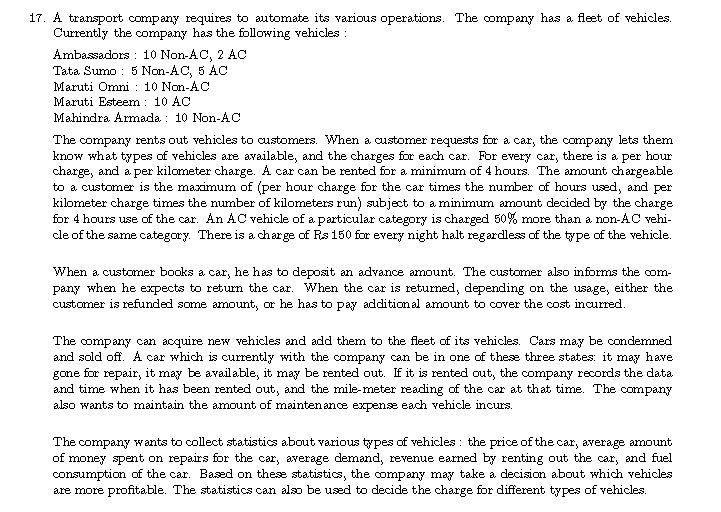 17. A transport company requires to automate its various operations. The company has a fleet of vehicles.
Currently the company has the following vehicles :
Ambassadors : 10 Non-AC, 2 AC
Tata Sumo : 5 Non-AC, 5 AC
Maruti Omni : 10 Non-AC
Maruti Esteem : 10 AC
Mahindra Armada : 10 Non-AC
The company rents out vehicles to customers. When a customer requests for a car, the company lets them
know what types of vehicles are available, and the charges for each car. For every car, there is a per hour
charge, and a per kilometer charge. A car can be rented for a minimum of 4 hours. The amount chargeable
to a customer is the maximum of (per hour charge for the car times the number of hours used, and per
kilometer charge times the number of kilometers run) subject to a minimum amount decided by the charge
for 4 hours use of the car. An AC vehicle of a particular category is charged 50% more than a non-AC vehi-
cle of the same category. There is a charge of Rs 150 for every night halt regardless of the type of the vehicle.
When a customer books a car, he has to deposit an advance amount. The customer also informs the com-
pany when he expects to return the car. When the car is returned, depending on the usage, either the
customer is refunded some amount, or he has to pay additional amount to cover the cost incurred.
The company can acquire new vehicles and add them to the fleet of its vehicles. Cars may be condemned
and sold off. A car which is currently with the company can be in one of these three states: it may have
gone for repair, it may be available, it may be rented out. If it is rented out, the company records the data
and time when it has been rented out, and the mile-meter reading of the car at that time. The company
also wants to maintain the amount of maintenance expense each vehicle incurs.
The company wants to collect statistics about various types of vehicles : the price of the car, average amount
of money spent on repairs for the car, average demand, revenue earned by renting out the car, and fuel
consumption of the car. Based on these statistics, the company may take a decision about which vehicles
are more profitable. The statistics can also be used to decide the charge for different types of vehicles.